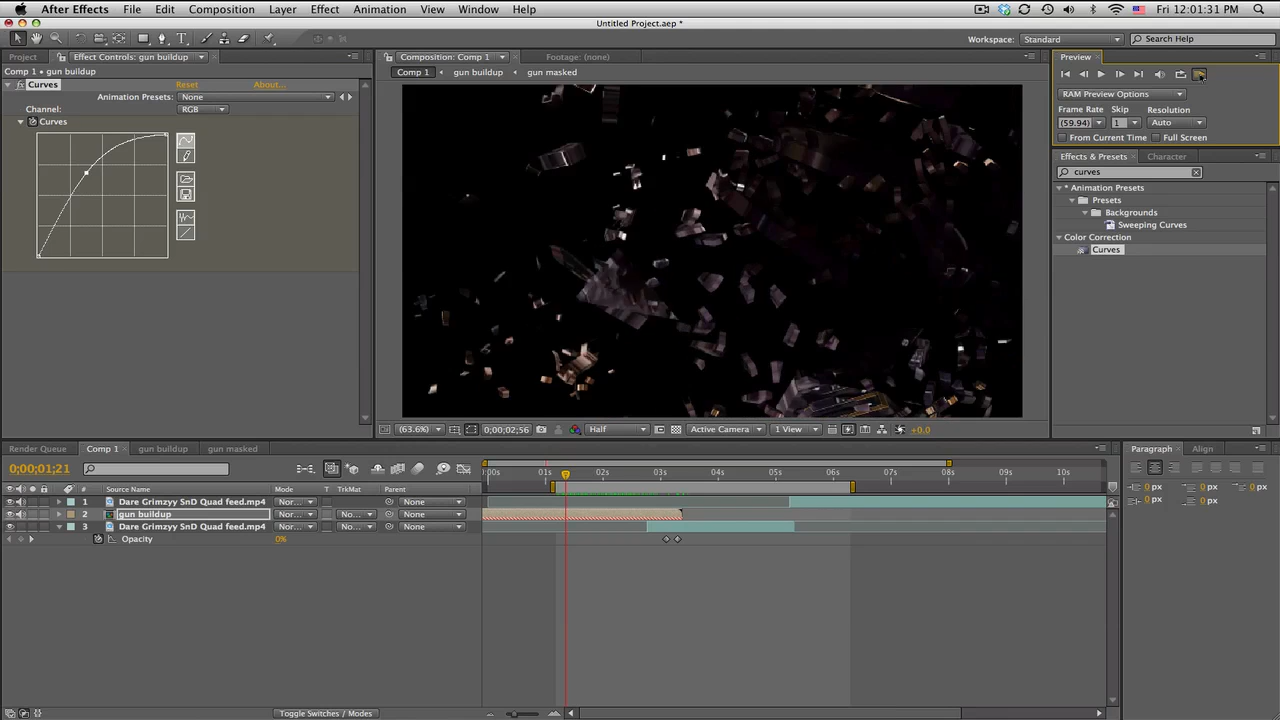 After Effects File Edit Composition Layer Effect Animation View Window Help Fri 12:01:31 PM
Untitled Project.aep *
Workspace: Standard Search Help
Project Effect Controls: gun buildup Composition: Comp 1 Footage: (none) Preview
Comp 1 • gun buildup Comp 1 gun buildup gun masked
fx Curves Reset About...
Animation Presets: None
Channel: RGB
Curves
RAM Preview Options
Frame Rate Skip Resolution
(59.94) 1 Auto
From Current Time Full Screen
Effects & Presets Character
curves
* Animation Presets
Presets
Backgrounds
Sweeping Curves
Color Correction
Curves
(63.6%) 0;00;02;56 Half Active Camera 1 View +0.0
Render Queue Comp 1 gun buildup gun masked Paragraph Align
0;00;01;21 :00s 01s 02s 03s 04s 05s 06s 07s 08s 09s 10s
# Source Name Mode T TrkMat Parent
1 Dare Grimzyy SnD Quad feed.mp4 Nor... None
2 gun buildup Nor... No... None
3 Dare Grimzyy SnD Quad feed.mp4 Nor... No... None
Opacity 0%
0 px 0 px 0 px
0 px 0 px
Toggle Switches / Modes